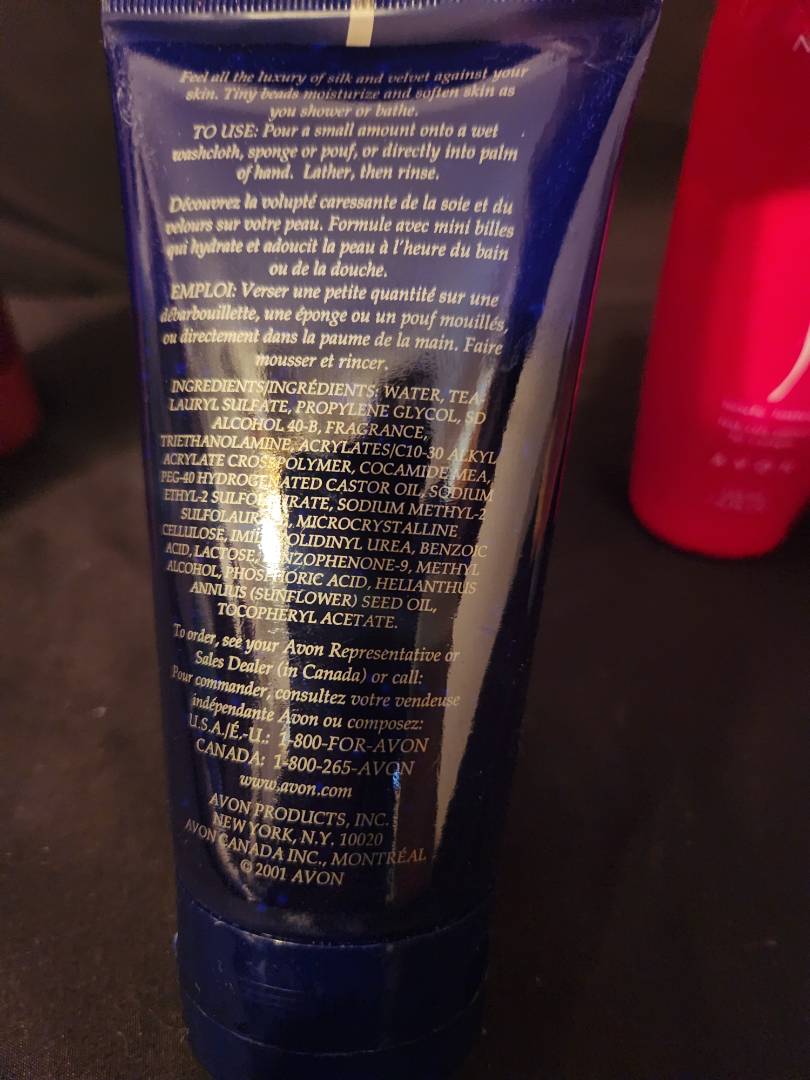 Feel all the luxury of silk and velvet against your
skin. Tiny beads moisturize and soften skin as
you shower or bathe.
TO USE: Pour a small amount onto a wet
washcloth, sponge or pouf, or directly into palm
of hand. Lather, then rinse.
Découvrez la volupté caressante de la soie et du
velours sur votre peau. Formule avec mini billes
qui hydrate et adoucit la peau à l'heure du bain
ou de la douche.
EMPLOI: Verser une petite quantité sur une
débarbouillette, une éponge ou un pouf mouillés,
ou directement dans la paume de la main. Faire
mousser et rincer.
INGREDIENTS/INGRÉDIENTS: WATER, TEA-
LAURYL SULFATE, PROPYLENE GLYCOL, SD
ALCOHOL 40-B, FRAGRANCE,
TRIETHANOLAMINE, ACRYLATES/C10-30 ALKYL
ACRYLATE CROSSPOLYMER, COCAMIDE MEA,
PEG-40 HYDROGENATED CASTOR OIL, SODIUM
ETHYL-2 SODIUM METHYL-2
MICROCRYSTALLINE
CELLULOSE, UREA, BENZOIC
ACID, LACTOSE, BENZOPHENONE-9, METHYL
ALCOHOL, PHOSPHORIC ACID, HELIANTHUS
ANNUUS (SUNFLOWER) SEED OIL,
TOCOPHERYL ACETATE.
To order, see your Avon Representative or
Sales Dealer (in Canada) or call:
Pour commander, consultez votre vendeuse
indépendante Avon ou composez:
U.S.A./É.-U.: 1-800-FOR-AVON
CANADA: 1-800-265-AVON
www.avon.com
AVON PRODUCTS, INC.
NEW YORK, N.Y. 10020
AVON CANADA INC., MONTRÉAL
© 2001 AVON
AVON